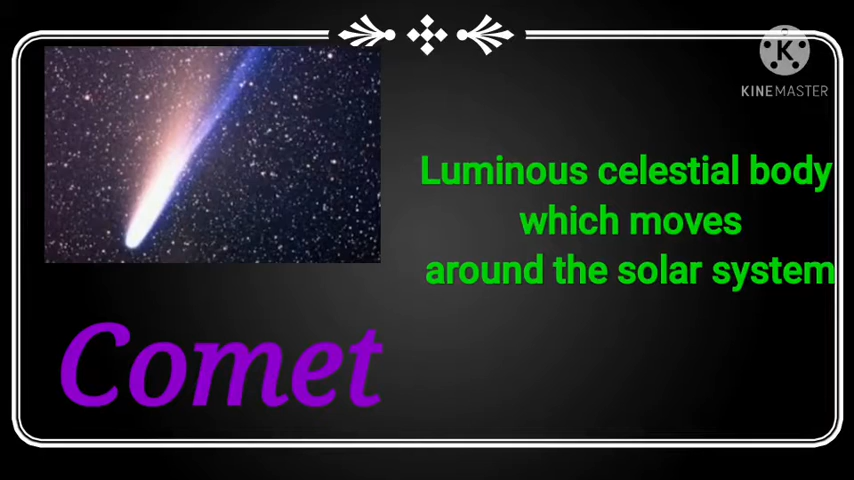 KINEMASTER
Luminous celestial body
which moves
around the solar system
Comet